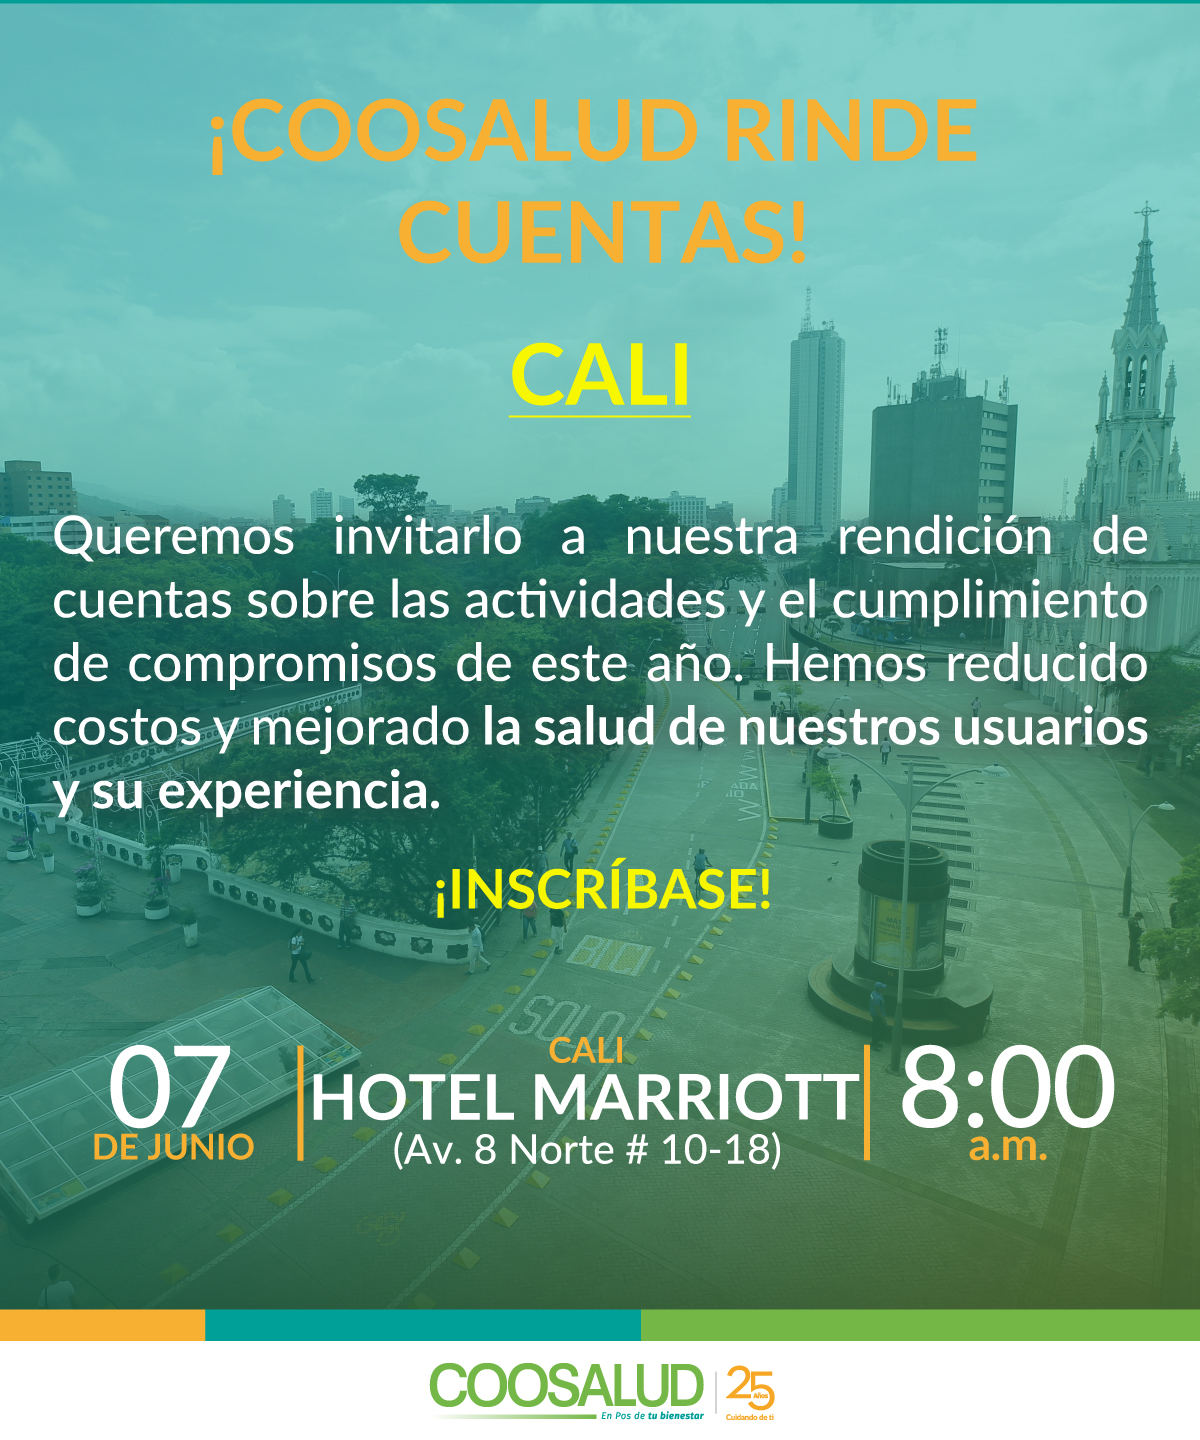 ¡COOSALUD RINDE
CUENTAS!
CALI
Queremos invitarlo a nuestra rendición de
cuentas sobre las actividades y el cumplimiento
de compromisos de este año. Hemos reducido
costos y mejorado la salud de nuestros usuarios
y su experiencia.
¡INSCRÍBASE!
SOLO
07
DE JUNIO
CALI
HOTEL MARRIOTT
(Av. 8 Norte # 10-18)
8:00
a.m.
COOSALUD
En Pos de tu bienestar
25
Años
Cuidando de ti